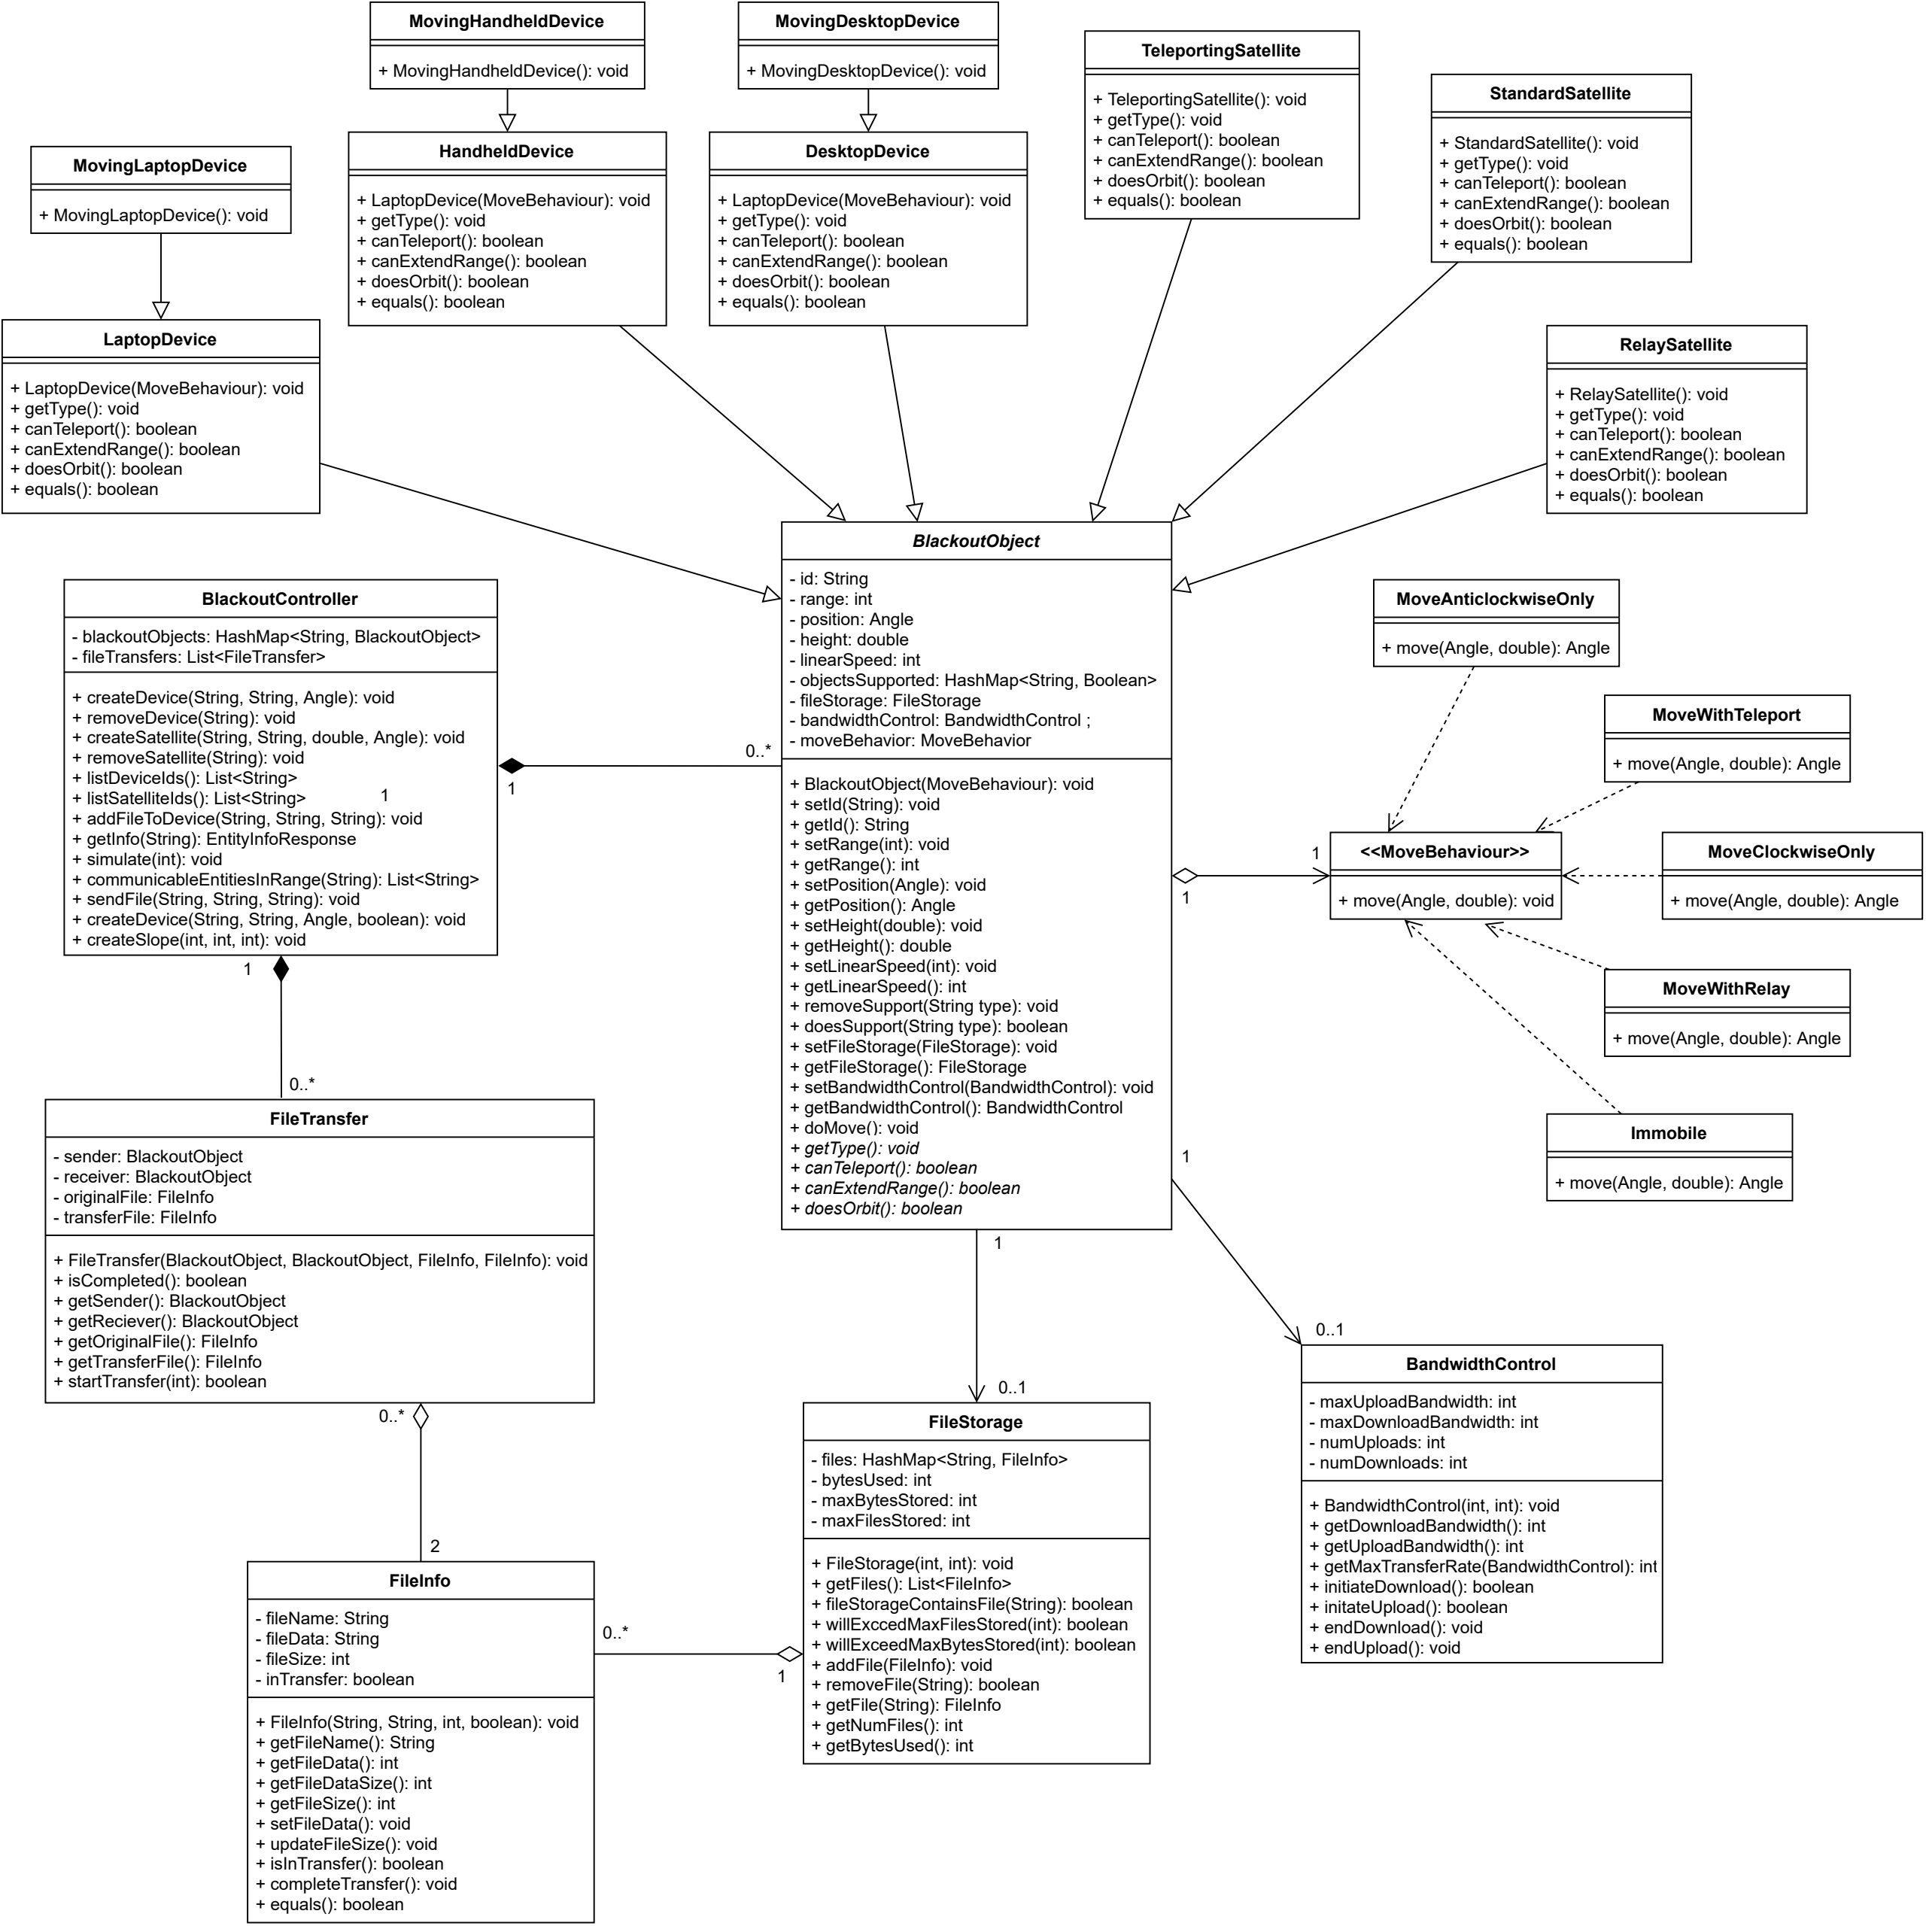 MovingHandheldDevice
+ MovingHandheldDevice(): void
MovingDesktopDevice
+ MovingDesktopDevice(): void
TeleportingSatellite
+ TeleportingSatellite(): void
+ getType(): void
+ canTeleport(): boolean
+ canExtendRange(): boolean
+ doesOrbit(): boolean
+ equals(): boolean
StandardSatellite
+ StandardSatellite(): void
+ getType(): void
+ canTeleport(): boolean
+ canExtendRange(): boolean
+ doesOrbit(): boolean
+ equals(): boolean
MovingLaptopDevice
+ MovingLaptopDevice(): void
HandheldDevice
+ LaptopDevice(MoveBehaviour): void
+ getType(): void
+ canTeleport(): boolean
+ canExtendRange(): boolean
+ doesOrbit(): boolean
+ equals(): boolean
DesktopDevice
+ LaptopDevice(MoveBehaviour): void
+ getType(): void
+ canTeleport(): boolean
+ canExtendRange(): boolean
+ doesOrbit(): boolean
+ equals(): boolean
LaptopDevice
+ LaptopDevice(MoveBehaviour): void
+ getType(): void
+ canTeleport(): boolean
+ canExtendRange(): boolean
+ doesOrbit(): boolean
+ equals(): boolean
RelaySatellite
+ RelaySatellite(): void
+ getType(): void
+ canTeleport(): boolean
+ canExtendRange(): boolean
+ doesOrbit(): boolean
+ equals(): boolean
BlackoutController
- blackoutObjects: HashMap<String, BlackoutObject>
- fileTransfers: List<FileTransfer>
+ createDevice(String, String, Angle): void
+ removeDevice(String): void
+ createSatellite(String, String, double, Angle): void
+ removeSatellite(String): void
+ listDeviceIds(): List<String>
+ listSatelliteIds(): List<String>
1
+ addFileToDevice(String, String, String): void
+ getInfo(String): EntityInfoResponse
+ simulate(int): void
+ communicableEntitiesInRange(String): List<String>
+ sendFile(String, String, String): void
+ createDevice(String, String, Angle, boolean): void
+ createSlope(int, int, int): void
0..*
1
BlackoutObject
- id: String
- range: int
- position: Angle
- height: double
- linearSpeed: int
- objectsSupported: HashMap<String, Boolean>
- fileStorage: FileStorage
- bandwidthControl: BandwidthControl ;
- moveBehavior: MoveBehavior
+ BlackoutObject(MoveBehaviour): void
+ setId(String): void
+ getId(): String
+ setRange(int): void
+ getRange(): int
+ setPosition(Angle): void
+ getPosition(): Angle
+ setHeight(double): void
+ getHeight(): double
+ setLinearSpeed(int): void
+ getLinearSpeed(): int
+ removeSupport(String type): void
+ doesSupport(String type): boolean
+ setFileStorage(FileStorage): void
+ getFileStorage(): FileStorage
+ setBandwidthControl(BandwidthControl): void
+ getBandwidthControl(): BandwidthControl
+ doMove(): void
+ getType(): void
+ canTeleport(): boolean
+ canExtendRange(): boolean
+ doesOrbit(): boolean
MoveAnticlockwiseOnly
+ move(Angle, double): Angle
MoveWithTeleport
+ move(Angle, double): Angle
1
1
<<MoveBehaviour>>
+ move(Angle, double): void
MoveClockwiseOnly
+ move(Angle, double): Angle
MoveWithRelay
+ move(Angle, double): Angle
Immobile
+ move(Angle, double): Angle
1
0..*
FileTransfer
- sender: BlackoutObject
- receiver: BlackoutObject
- originalFile: FileInfo
- transferFile: FileInfo
+ FileTransfer(BlackoutObject, BlackoutObject, FileInfo, FileInfo): void
+ isCompleted(): boolean
+ getSender(): BlackoutObject
+ getReciever(): BlackoutObject
+ getOriginalFile(): FileInfo
+ getTransferFile(): FileInfo
+ startTransfer(int): boolean
1
1
0..1
0..1
0..*
2
FileStorage
- files: HashMap<String, FileInfo>
- bytesUsed: int
- maxBytesStored: int
- maxFilesStored: int
+ FileStorage(int, int): void
+ getFiles(): List<FileInfo>
+ fileStorageContainsFile(String): boolean
+ willExccedMaxFilesStored(int): boolean
+ willExceedMaxBytesStored(int): boolean
+ addFile(FileInfo): void
+ removeFile(String): boolean
+ getFile(String): FileInfo
+ getNumFiles(): int
+ getBytesUsed(): int
BandwidthControl
- maxUploadBandwidth: int
- maxDownloadBandwidth: int
- numUploads: int
- numDownloads: int
+ BandwidthControl(int, int): void
+ getDownloadBandwidth(): int
+ getUploadBandwidth(): int
+ getMaxTransferRate(BandwidthControl): int
+ initiateDownload(): boolean
+ initateUpload(): boolean
+ endDownload(): void
+ endUpload(): void
FileInfo
- fileName: String
- fileData: String
- fileSize: int
- inTransfer: boolean
+ FileInfo(String, String, int, boolean): void
+ getFileName(): String
+ getFileData(): int
+ getFileDataSize(): int
+ getFileSize(): int
+ setFileData(): void
+ updateFileSize(): void
+ isInTransfer(): boolean
+ completeTransfer(): void
+ equals(): boolean
0..*
1